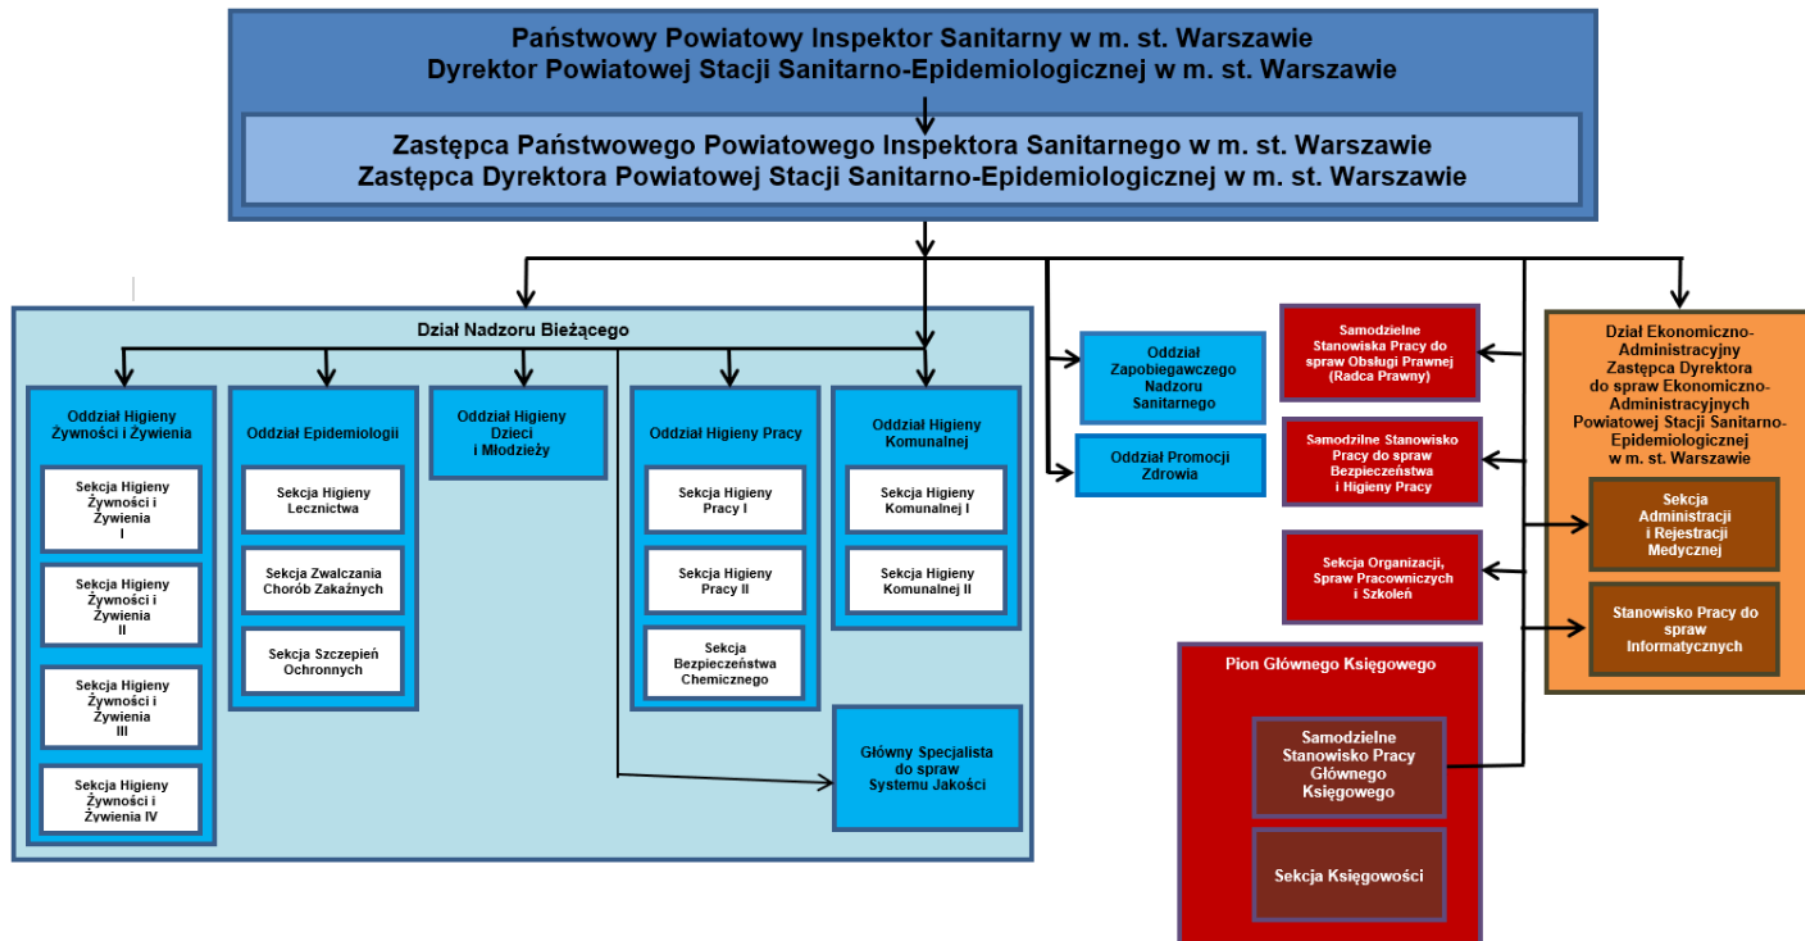 Państwowy Powiatowy Inspektor Sanitarny w m. st. Warszawie
Dyrektor Powiatowej Stacji Sanitarno-Epidemiologicznej w m. st. Warszawie
Zastępca Państwowego Powiatowego Inspektora Sanitarnego w m. st. Warszawie
Zastępca Dyrektora Powiatowej Stacji Sanitarno-Epidemiologicznej w m. st. Warszawie
Dział Nadzoru Bieżącego
Oddział Higieny
Żywności i Żywienia
Sekcja Higieny
Żywności i
Żywienia
I
Sekcja Higieny
Żywności i
Żywienia
II
Sekcja Higieny
Żywności i
Żywienia
III
Sekcja Higieny
Żywności i
Żywienia IV
Oddział Epidemiologii
Sekcja Higieny
Lecznictwa
Sekcja Zwalczania
Chorób Zakaźnych
Sekcja Szczepień
Ochronnych
Oddział Higieny
Dzieci
i Młodzieży
Oddział Higieny Pracy
Sekcja Higieny
Pracy I
Sekcja Higieny
Pracy II
Sekcja
Bezpieczeństwa
Chemicznego
Oddział Higieny
Komunalnej
Sekcja Higieny
Komunalnej I
Sekcja Higieny
Komunalnej II
Główny Specjalista
do spraw
Systemu Jakości
Oddział
Zapobiegawczego
Nadzoru
Sanitarnego
Oddział Promocji
Zdrowia
Samodzielne
Stanowiska Pracy do
spraw Obsługi Prawnej
(Radca Prawny)
Samodzilne Stanowisko
Pracy do spraw
Bezpieczeństwa
i Higieny Pracy
Sekcja Organizacji,
Spraw Pracowniczych
i Szkoleń
Pion Głównego Księgowego
Samodzielne
Stanowisko Pracy
Głównego
Księgowego
Sekcja Księgowości
Dział Ekonomiczno-
Administracyjny
Zastępca Dyrektora
do spraw Ekonomiczno-
Administracyjnych
Powiatowej Stacji Sanitarno-
Epidemiologicznej
w m. st. Warszawie
Sekcja
Administracji
i Rejestracji
Medycznej
Stanowisko Pracy do
spraw
Informatycznych